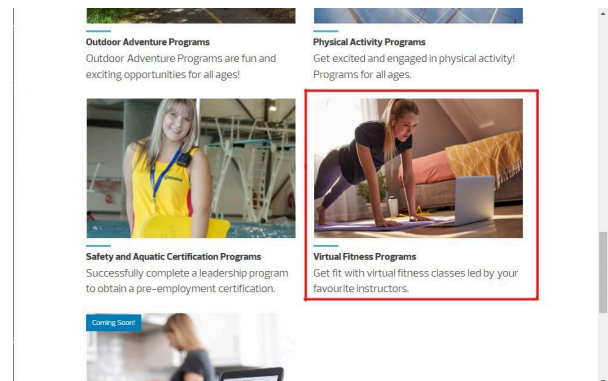 Outdoor Adventure Programs
Outdoor Adventure Programs are fun and
exciting opportunities for all ages!
Physical Activity Programs
Get excited and engaged in physical activity!
Programs for all ages.
Safety and Aquatic Certification Programs
Successfully complete a leadership program
to obtain a pre-employment certification.
Virtual Fitness Programs
Get fit with virtual fitness classes led by your
favourite instructors.
Coming Soon!